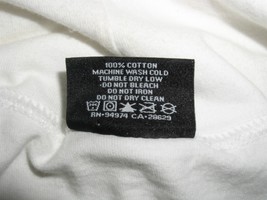 100% COTTON
MACHINE WASH COLD
TUMBLE DRY LOW
-DO NOT BLEACH
DO NOT IRON
DO NOT DRY CLEAN
RN-94974 CA-28629